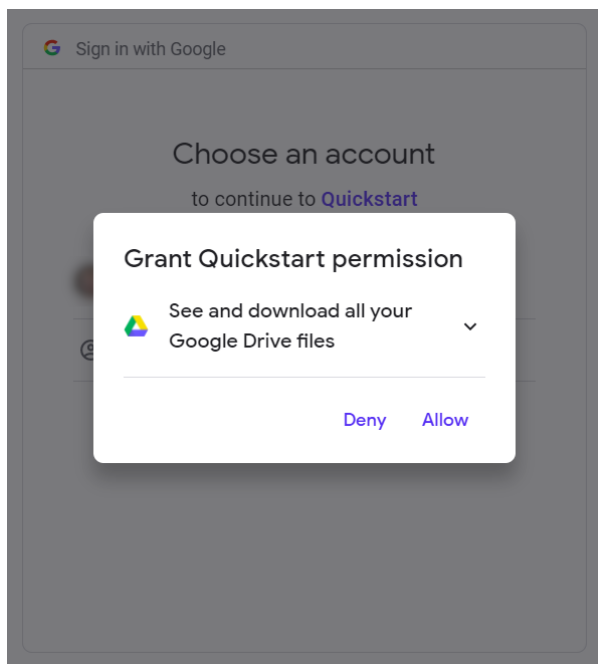 Sign in with Google
Choose an account
to continue to Quickstart
Grant Quickstart permission
See and download all your
Google Drive files
Deny Allow